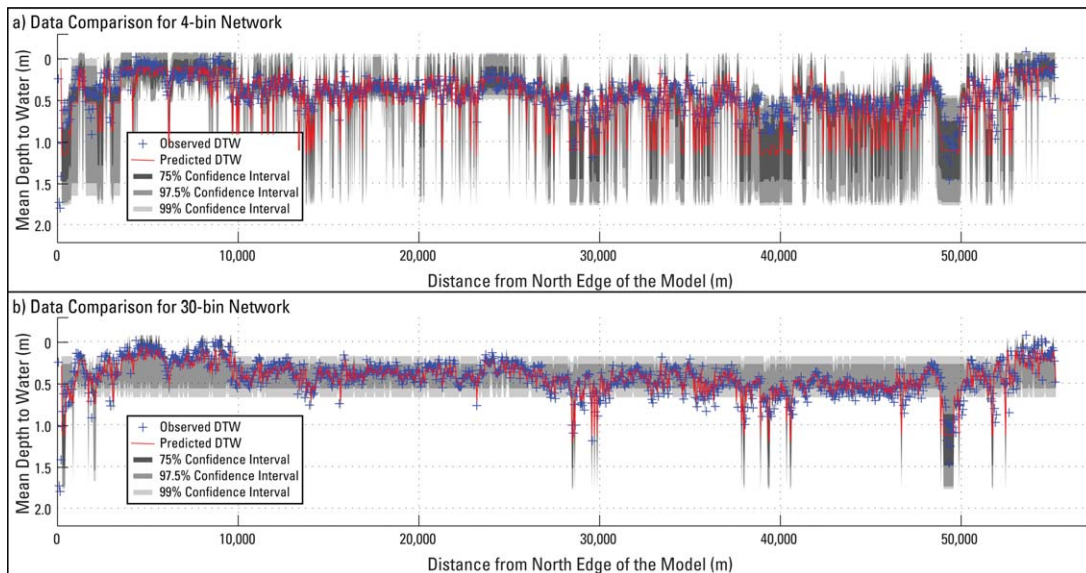 a) Data Comparison for 4-bin Network
Mean Depth to Water (m)
0
0.5
1.0
1.5
2.0
Observed DTW
Predicted DTW
75% Confidence Interval
97.5% Confidence Interval
99% Confidence Interval
0
10,000
20,000
30,000
40,000
50,000
Distance from North Edge of the Model (m)
b) Data Comparison for 30-bin Network
Mean Depth to Water (m)
0
0.5
1.0
1.5
2.0
Observed DTW
Predicted DTW
75% Confidence Interval
97.5% Confidence Interval
99% Confidence Interval
0
10,000
20,000
30,000
40,000
50,000
Distance from North Edge of the Model (m)